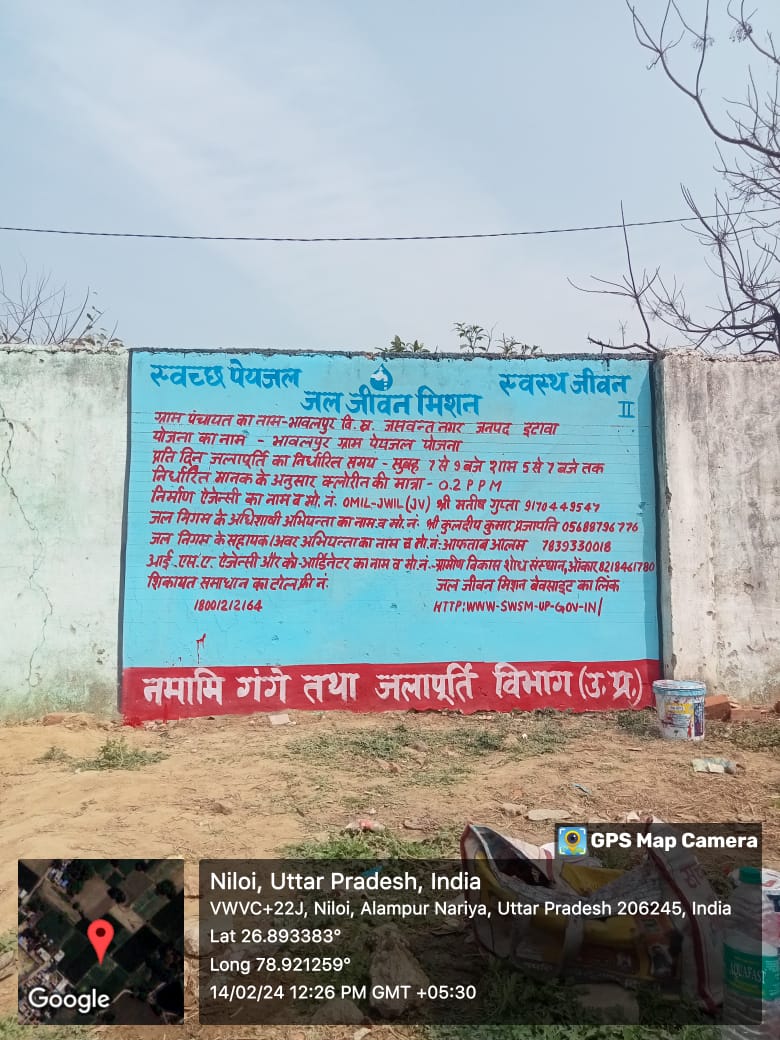 स्वच्छ पेयजल
स्वस्थ जीवन
जल जीवन मिशन
II
ग्राम पंचायत का नाम-भावलपुर वि. ख. जसवन्त नगर जनपद इटावा
योजना का नाम - भावलपुर ग्राम पेयजल योजना
प्रति दिन जलापूर्ति का निर्धारित समय - सुबह 7 से 9 बजे शाम 5 से 7 बजे तक
निर्धारित मानक के अनुसार क्लोरीन की मात्रा - 0.2 PPM
निर्माण ऐजेन्सी का नाम व मो. नं. OMIL-JWIL(JV) श्री मनीष गुप्ता 9170449547
जल निगम के अधिशाषी अभियन्ता का नाम व मो. नं. श्री कुलदीप कुमार प्रजापति 05688796776
जल निगम के सहायक/अवर अभियन्ता का नाम व मो.नं:-आफताब आलम 7839330018
आई. एस. ए. ऐजेन्सी और को-आर्डिनेटर का नाम व मो.नं.-ग्रामीण विकास शोध संस्थान, ओंकार 8218461780
शिकायत समाधान का टोल फ्री नं.
जल जीवन मिशन बेवसाइट का लिंक
18001212164
HTTP:WWW-SWSM-UP-GOV-IN/
नमामि गंगे तथा जलापूर्ति विभाग (उ. प्र.)
GPS Map Camera
Niloi, Uttar Pradesh, India
VWVC+22J, Niloi, Alampur Nariya, Uttar Pradesh 206245, India
Lat 26.893383°
Long 78.921259°
14/02/24 12:26 PM GMT +05:30
Google
AQUAFAST